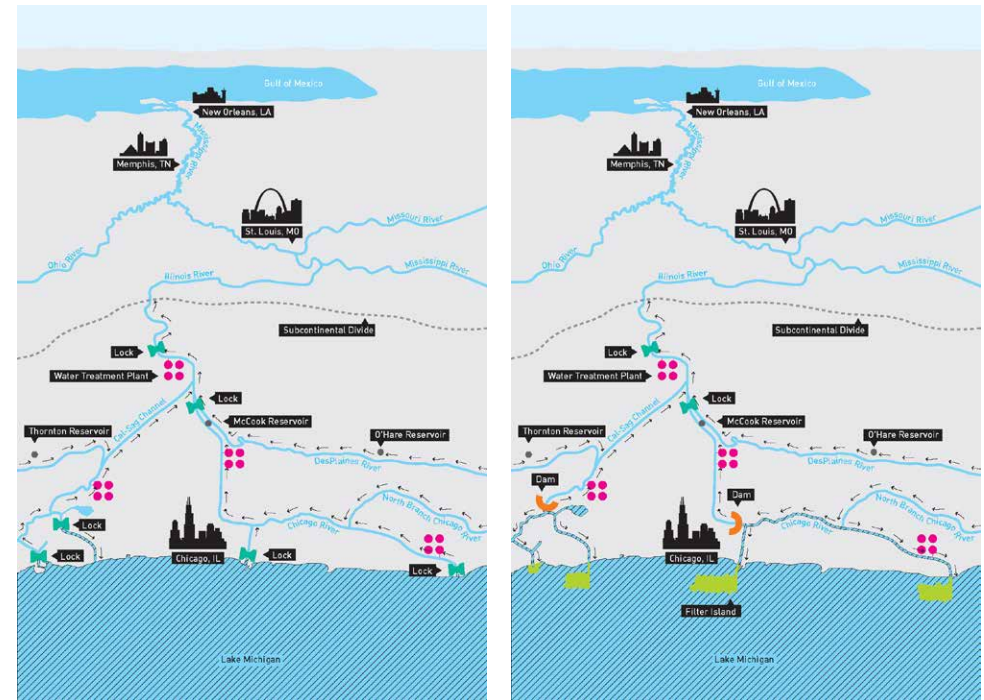 Gulf of Mexico
New Orleans, LA
Mississippi River
Memphis, TN
Missouri River
St. Louis, MO
Ohio River
Mississippi River
Illinois River
Subcontinental Divide
Lock
Water Treatment Plant
Lock
Cal-Sag Channel
McCook Reservoir
Thornton Reservoir
O'Hare Reservoir
DesPlaines River
North Branch Chicago River
Chicago River
Lock
Lock
Chicago, IL
Lock
Lock
Lake Michigan
Gulf of Mexico
New Orleans, LA
Mississippi River
Memphis, TN
Missouri River
St. Louis, MO
Ohio River
Mississippi River
Illinois River
Subcontinental Divide
Lock
Water Treatment Plant
Lock
Cal-Sag Channel
McCook Reservoir
Thornton Reservoir
O'Hare Reservoir
DesPlaines River
Dam
Dam
North Branch Chicago River
Chicago River
Chicago, IL
Filter Island
Lake Michigan